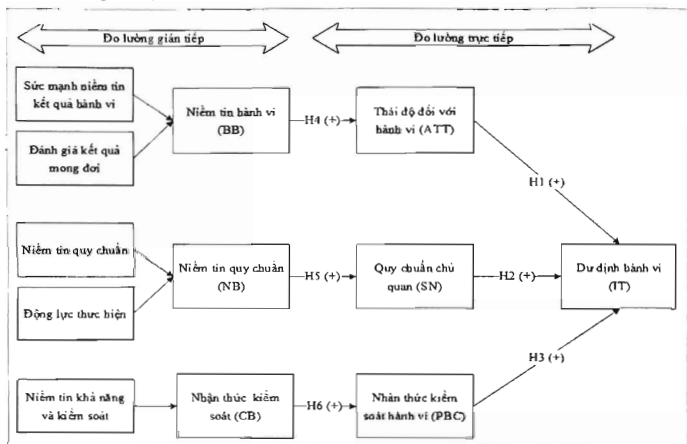 Đo lường gián tiếp
Đo lường trực tiếp
Sức mạnh niềm tin
kết quả hành vi
Đánh giá kết quả
mong đợi
Niềm tin hành vi
(BB)
H4 (+)
Thái độ đối với
hành vi (ATT)
H1 (+)
Niềm tin quy chuẩn
Động lực thực hiện
Niềm tin quy chuẩn
(NB)
H5 (+)
Quy chuẩn chủ
quan (SN)
H2 (+)
Dự định hành vi
(IT)
H3 (+)
Niềm tin khả năng
và kiểm soát
Nhận thức kiểm
soát (CB)
H6 (+)
Nhận thức kiểm
soát hành vi (PBC)